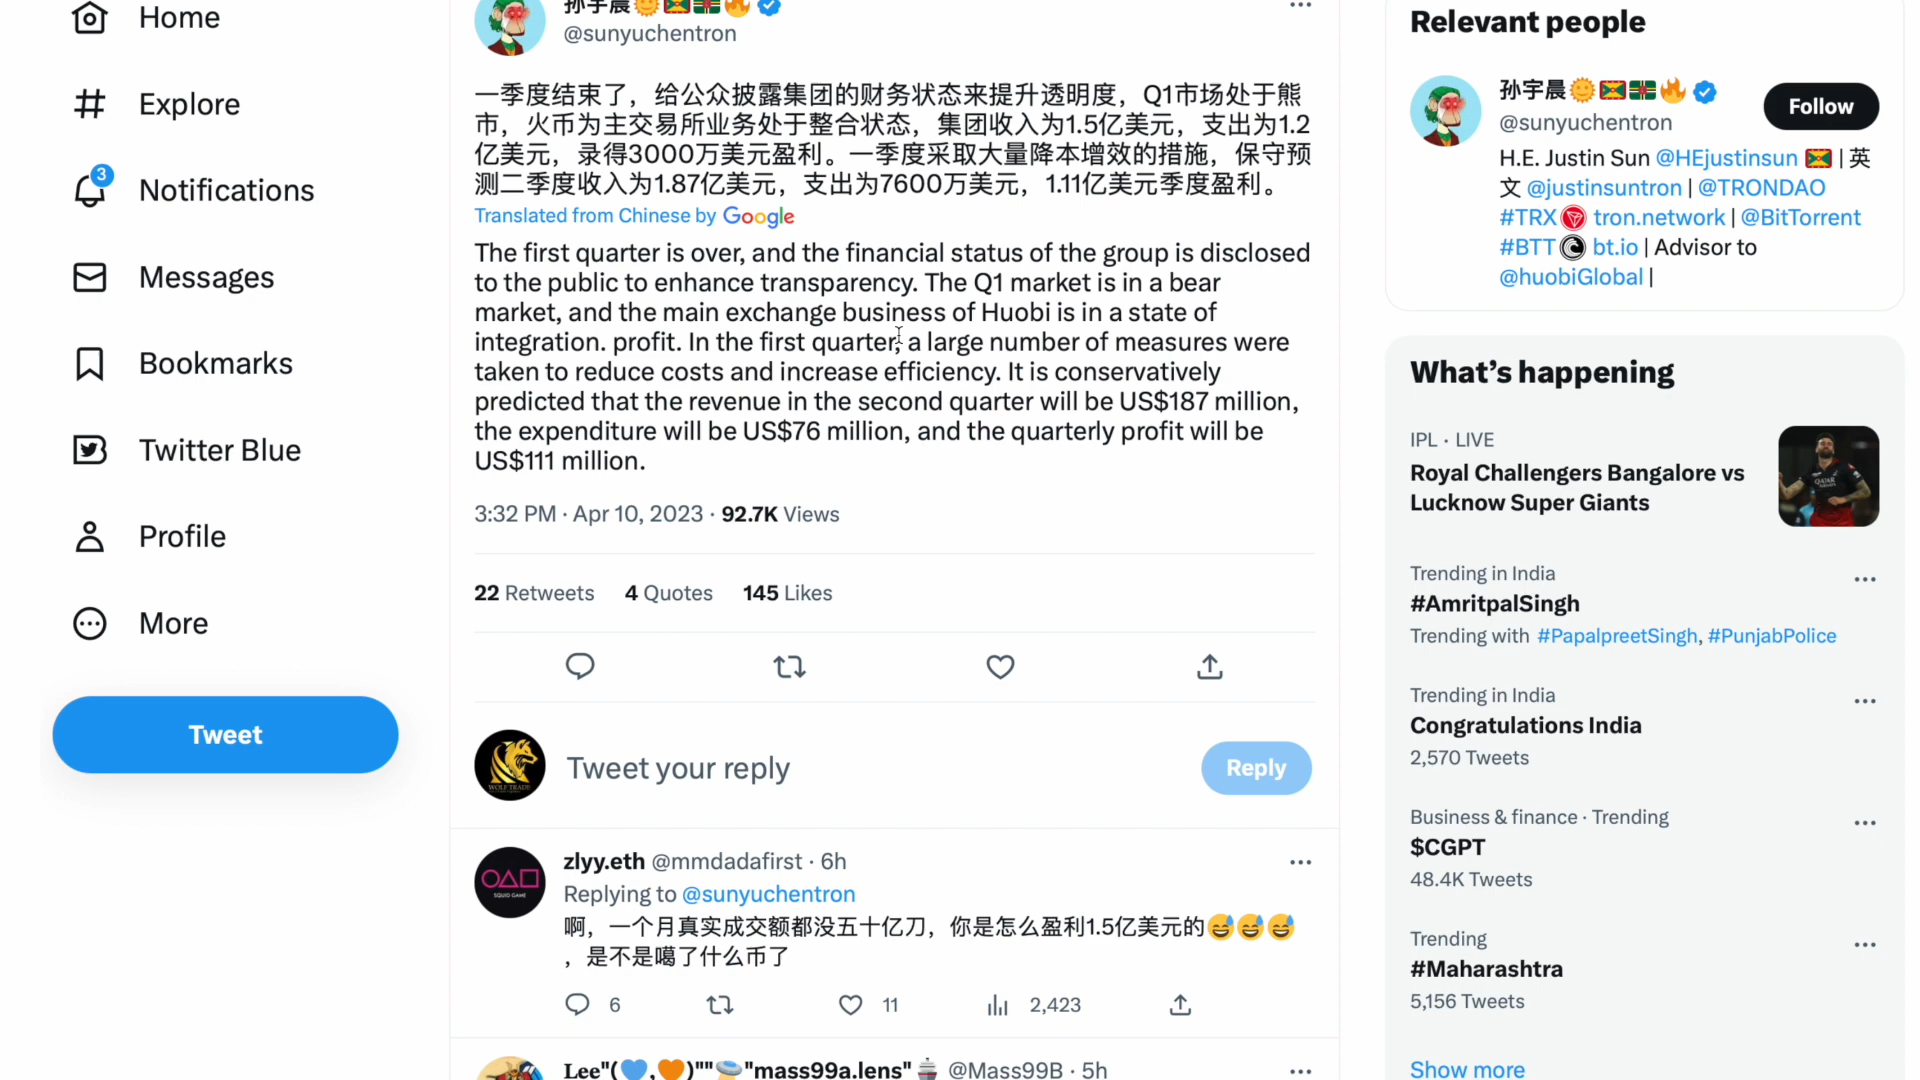 Home
Explore
3
Notifications
Messages
Bookmarks
Twitter Blue
Profile
More
Tweet
孙宇晨
@sunyuchentron
一季度结束了，给公众披露集团的财务状态来提升透明度，Q1市场处于熊
市，火币为主交易所业务处于整合状态，集团收入为1.5亿美元，支出为1.2
亿美元，录得3000万美元盈利。一季度采取大量降本增效的措施，保守预
测二季度收入为1.87亿美元，支出为7600万美元，1.11亿美元季度盈利。
Translated from Chinese by Google
The first quarter is over, and the financial status of the group is disclosed
to the public to enhance transparency. The Q1 market is in a bear
market, and the main exchange business of Huobi is in a state of
integration. profit. In the first quarter, a large number of measures were
taken to reduce costs and increase efficiency. It is conservatively
predicted that the revenue in the second quarter will be US$187 million,
the expenditure will be US$76 million, and the quarterly profit will be
US$111 million.
3:32 PM · Apr 10, 2023 · 92.7K Views
22 Retweets 4 Quotes 145 Likes
WOLF TRADE
Tweet your reply
Reply
SQUID GAME
zlyy.eth @mmdadafirst · 6h
Replying to @sunyuchentron
啊，一个月真实成交额都没五十亿刀，你是怎么盈利1.5亿美元的😅😅😅
，是不是噶了什么币了
6 11 2,423
Lee"(💙,🧡)""🥏"mass99a.lens"🚢 @Mass99B · 5h
Relevant people
孙宇晨🌞🇬🇩🇩🇲🔥
@sunyuchentron
Follow
H.E. Justin Sun @HEjustinsun 🇬🇩 | 英
文 @justinsuntron | @TRONDAO
#TRX tron.network | @BitTorrent
#BTT bt.io | Advisor to
@huobiGlobal |
What's happening
IPL · LIVE
Royal Challengers Bangalore vs
Lucknow Super Giants
QATAR
Trending in India
#AmritpalSingh
Trending with #PapalpreetSingh, #PunjabPolice
Trending in India
Congratulations India
2,570 Tweets
Business & finance · Trending
$CGPT
48.4K Tweets
Trending
#Maharashtra
5,156 Tweets
Show more